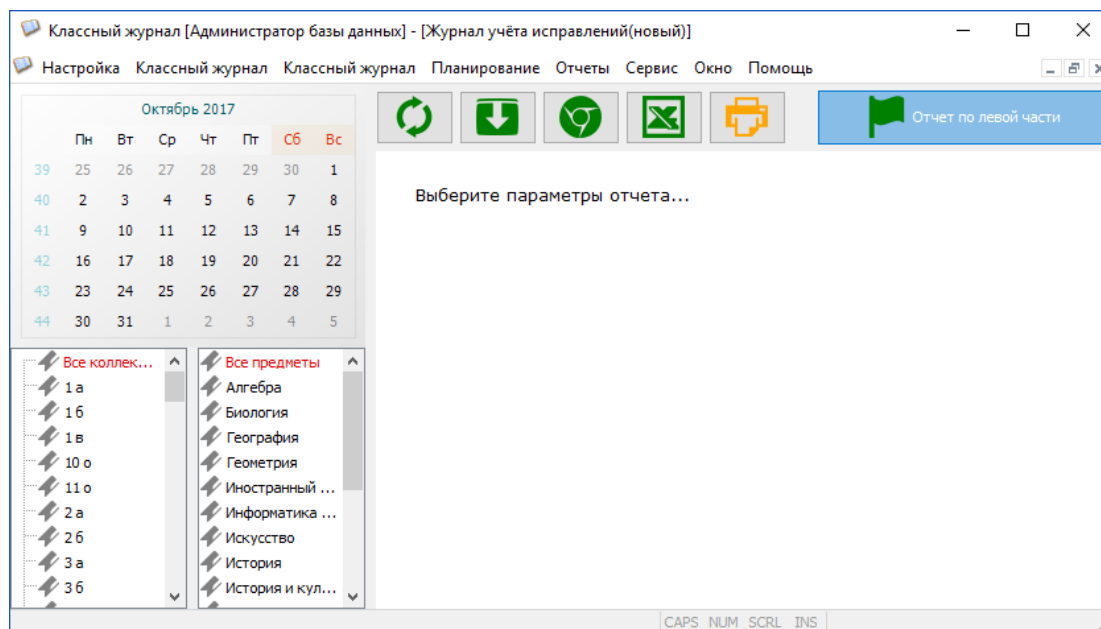 Классный журнал [Администратор базы данных] - [Журнал учёта исправлений(новый)]
Настройка Классный журнал Классный журнал Планирование Отчеты Сервис Окно Помощь
Октябрь 2017
Пн Вт Ср Чт Пт Сб Вс
39 25 26 27 28 29 30 1
40 2 3 4 5 6 7 8
41 9 10 11 12 13 14 15
42 16 17 18 19 20 21 22
43 23 24 25 26 27 28 29
44 30 31 1 2 3 4 5
Отчет по левой части
Выберите параметры отчета...
Все коллек...
1 а
1 б
1 в
10 о
11 о
2 а
2 б
3 а
3 б
Все предметы
Алгебра
Биология
География
Геометрия
Иностранный ...
Информатика ...
Искусство
История
История и кул...
CAPS NUM SCRL INS